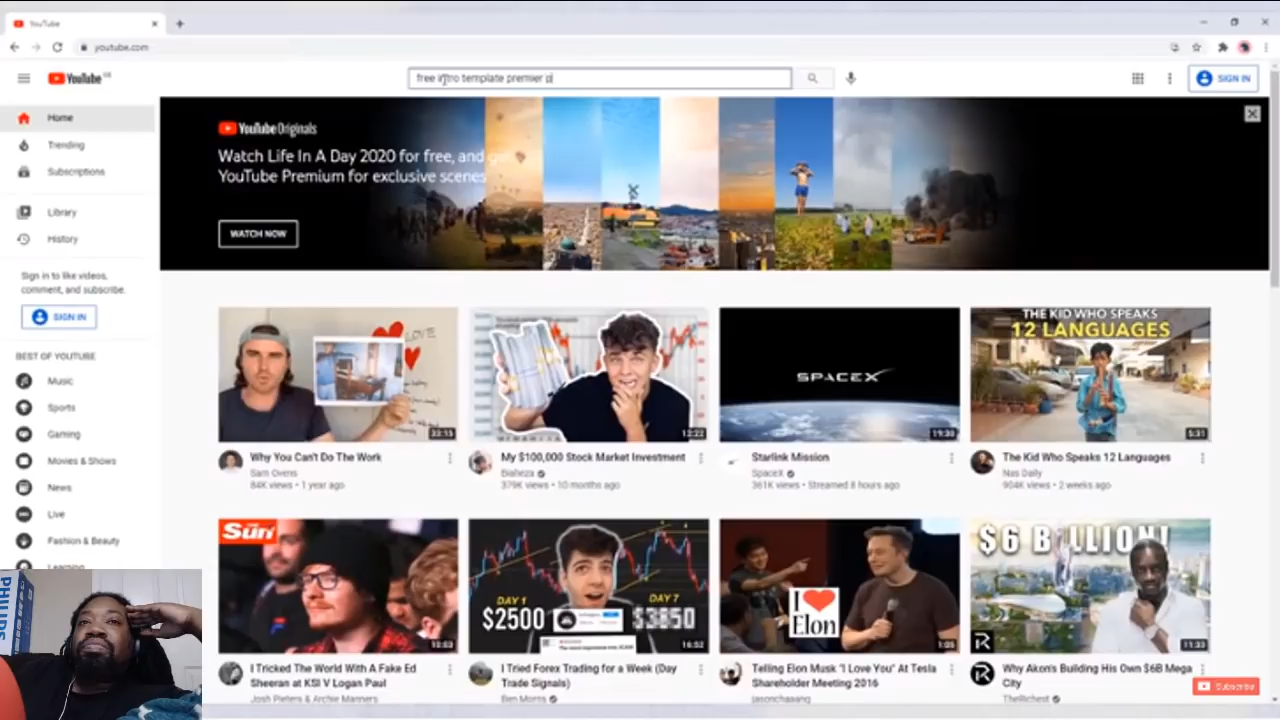 YouTube
youtube.com
YouTube
free intro template premier p
SIGN IN
Home
Trending
Subscriptions
Library
History
Sign in to like videos,
comment, and subscribe.
SIGN IN
BEST OF YOUTUBE
Music
Sports
Gaming
Movies & Shows
News
Live
Fashion & Beauty
Learning
PHILIPS
YouTube Originals
Watch Life In A Day 2020 for free, and get
YouTube Premium for exclusive scenes
WATCH NOW
LOVE
33:15
Why You Can't Do The Work
Sam Ovens
84K views • 1 year ago
12:22
My $100,000 Stock Market Investment
Biaheza
379K views • 10 months ago
SPACEX
19:30
Starlink Mission
SpaceX
361K views • Streamed 8 hours ago
THE KID WHO SPEAKS
12 LANGUAGES
5:31
The Kid Who Speaks 12 Languages
Nas Daily
904K views • 2 weeks ago
The Sun
I Tricked The World With A Fake Ed
Sheeran at KSI V Logan Paul
Josh Pieters & Archie Manners
DAY 1
$2500
DAY 7
$3850
16:52
I Tried Forex Trading for a Week (Day
Trade Signals)
Ben Morris
I
Elon
1:05
Telling Elon Musk "I Love You" At Tesla
Shareholder Meeting 2016
$6 BILLION!
11:33
Why Akon's Building His Own $6B Mega
City
TheRichest
Subscribe